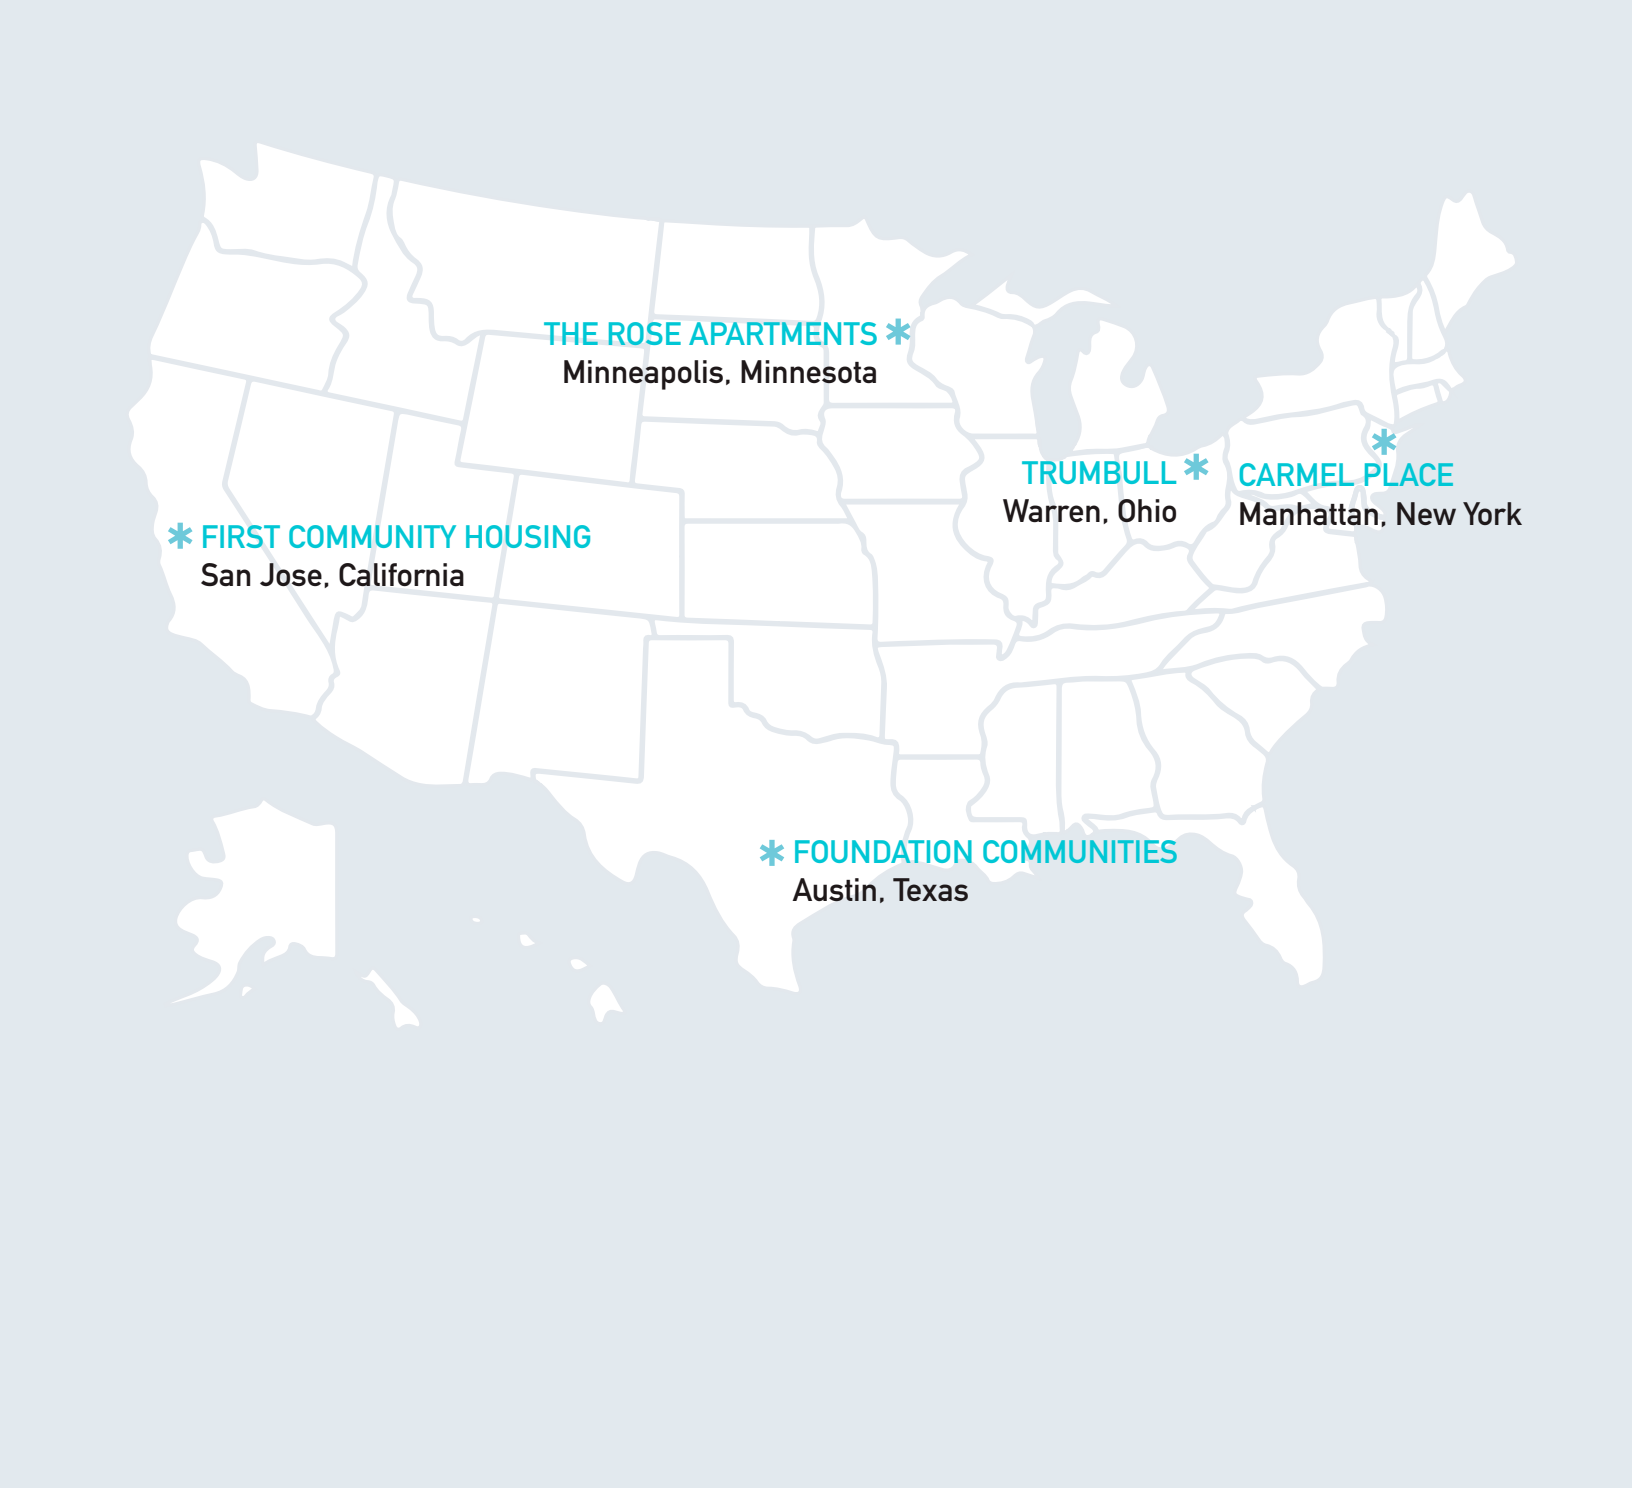 THE ROSE APARTMENTS *
Minneapolis, Minnesota
TRUMBULL *
Warren, Ohio
*
CARMEL PLACE
Manhattan, New York
* FIRST COMMUNITY HOUSING
San Jose, California
* FOUNDATION COMMUNITIES
Austin, Texas